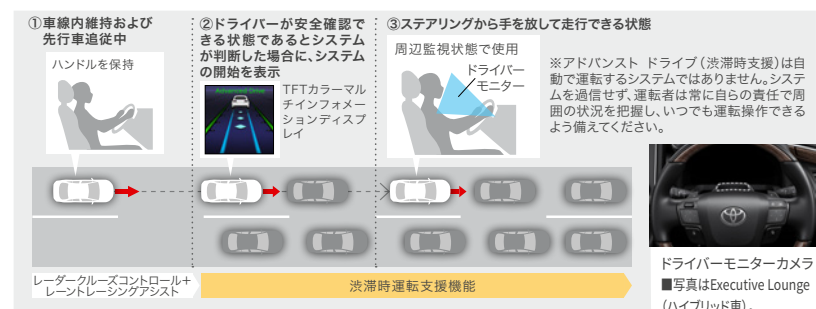 ①車線内維持および
先行車追従中
ハンドルを保持
②ドライバーが安全確認で
きる状態であるとシステム
が判断した場合に、システム
の開始を表示
Advanced Drive
TFTカラーマル
チインフォメー
ションディスプ
レイ
③ステアリングから手を放して走行できる状態
周辺監視状態で使用
ドライバー
モニター
※アドバンスト ドライブ(渋滞時支援)は自
動で運転するシステムではありません。システ
ムを過信せず、運転者は常に自らの責任で周
囲の状況を把握し、いつでも運転操作できる
よう備えてください。
レーダークルーズコントロール+
レーントレーシングアシスト
渋滞時運転支援機能
ドライバーモニターカメラ
■写真はExecutive Lounge
(ハイブリッド車)。